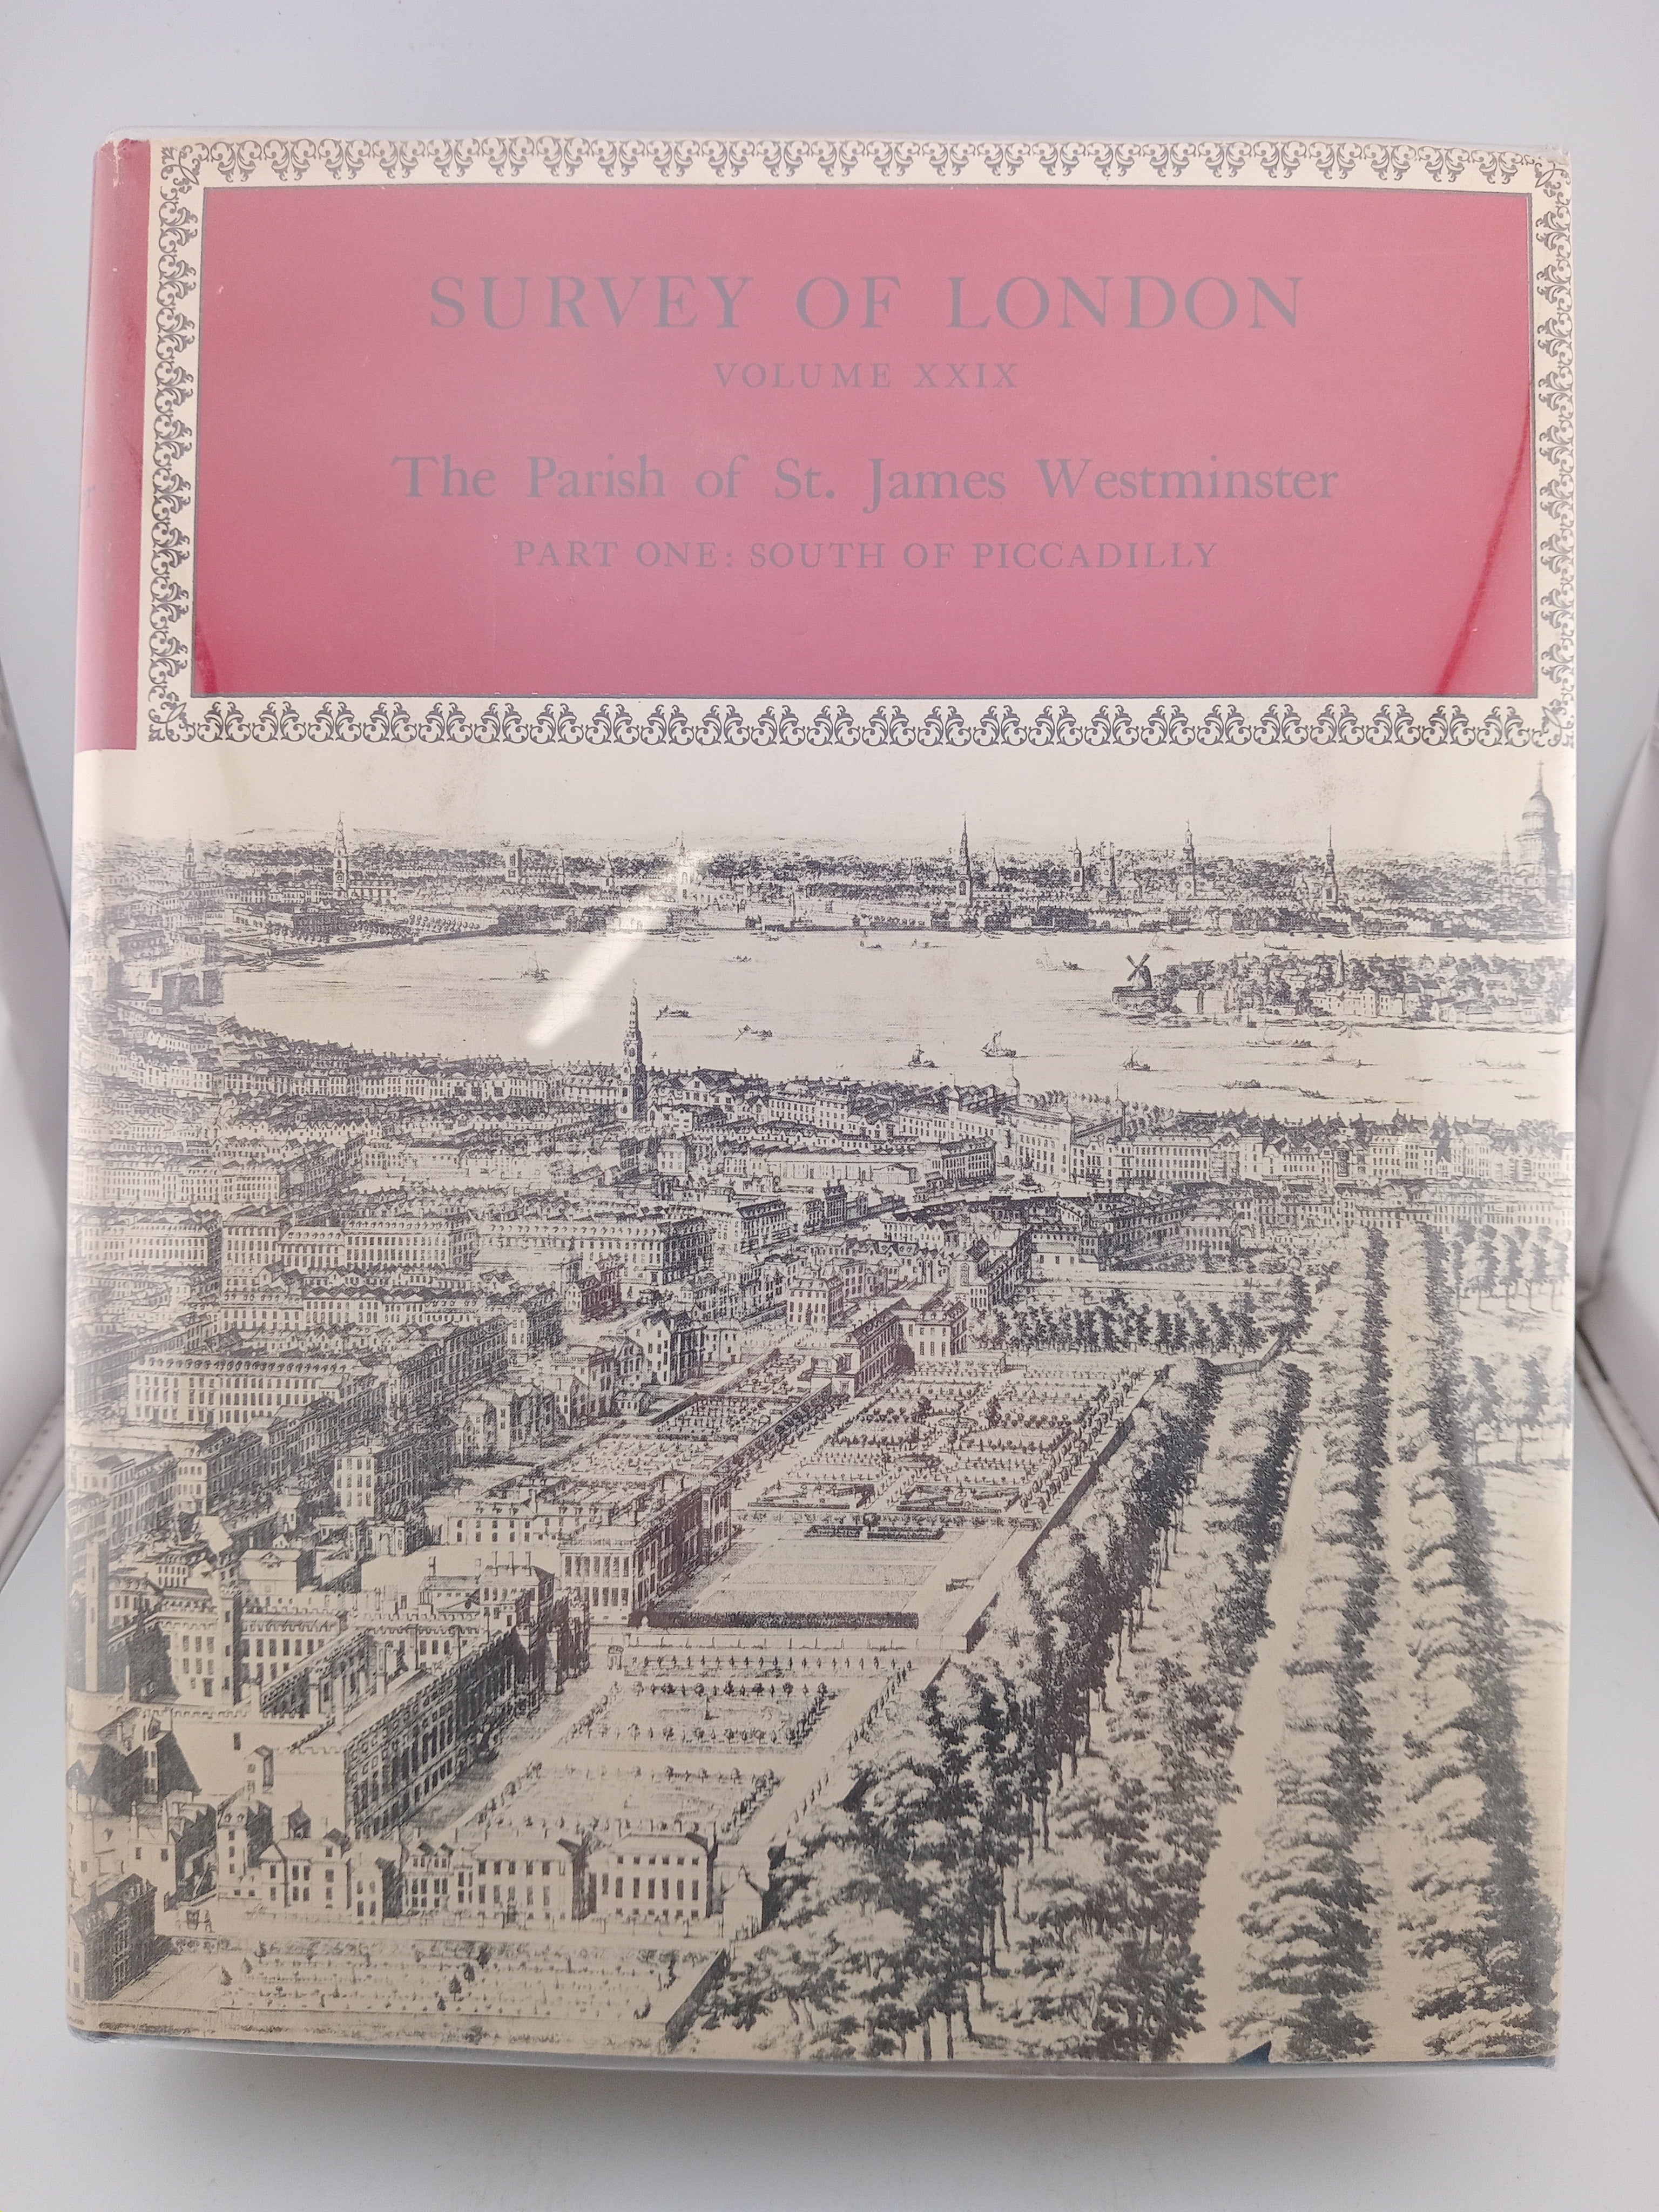 SURVEY OF LONDON
VOLUME XXIX
The Parish of St. James Westminster
PART ONE: SOUTH OF PICCADILLY